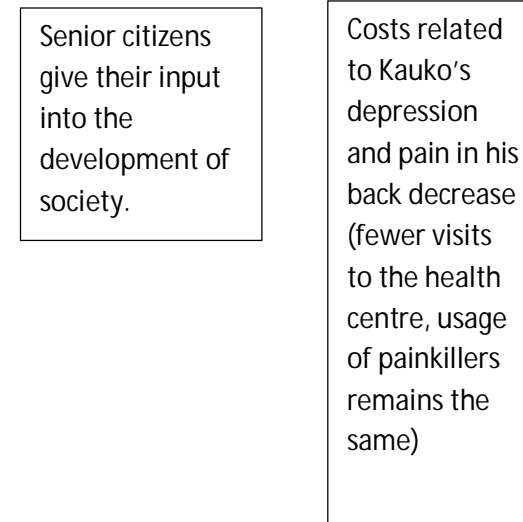 Senior citizens
give their input
into the
development of
society.
Costs related
to Kauko’s
depression
and pain in his
back decrease
(fewer visits
to the health
centre, usage
of painkillers
remains the
same)